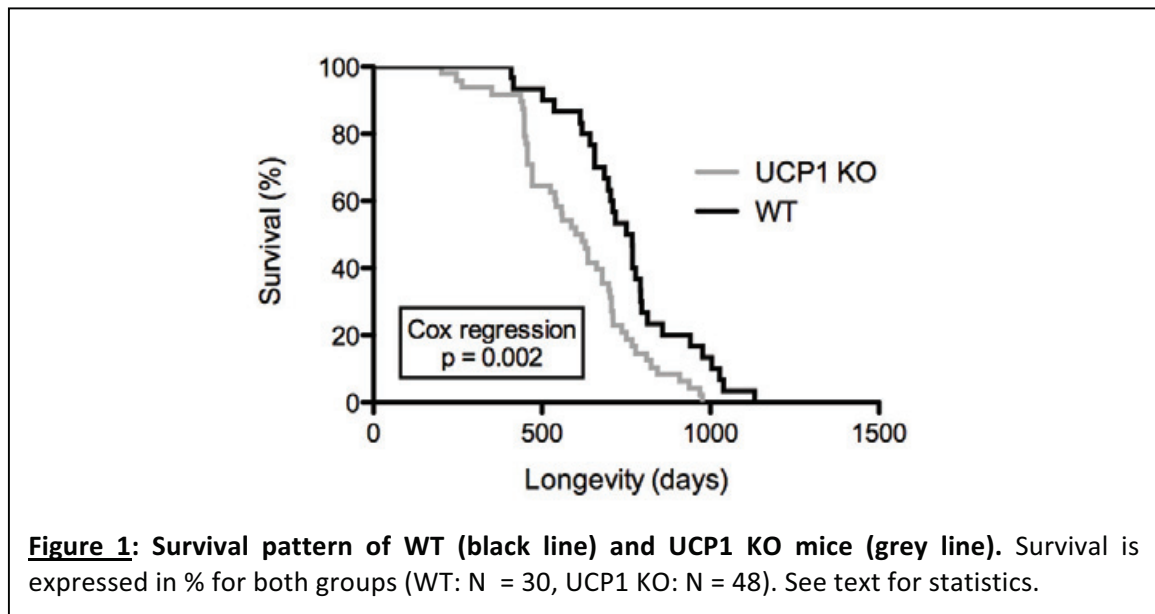 100
80
60
40
20
0
Survival (%)
UCP1 KO
WT
Cox regression
p = 0.002
0 500 1000 1500
Longevity (days)
Figure 1: Survival pattern of WT (black line) and UCP1 KO mice (grey line). Survival is
expressed in % for both groups (WT: N = 30, UCP1 KO: N = 48). See text for statistics.